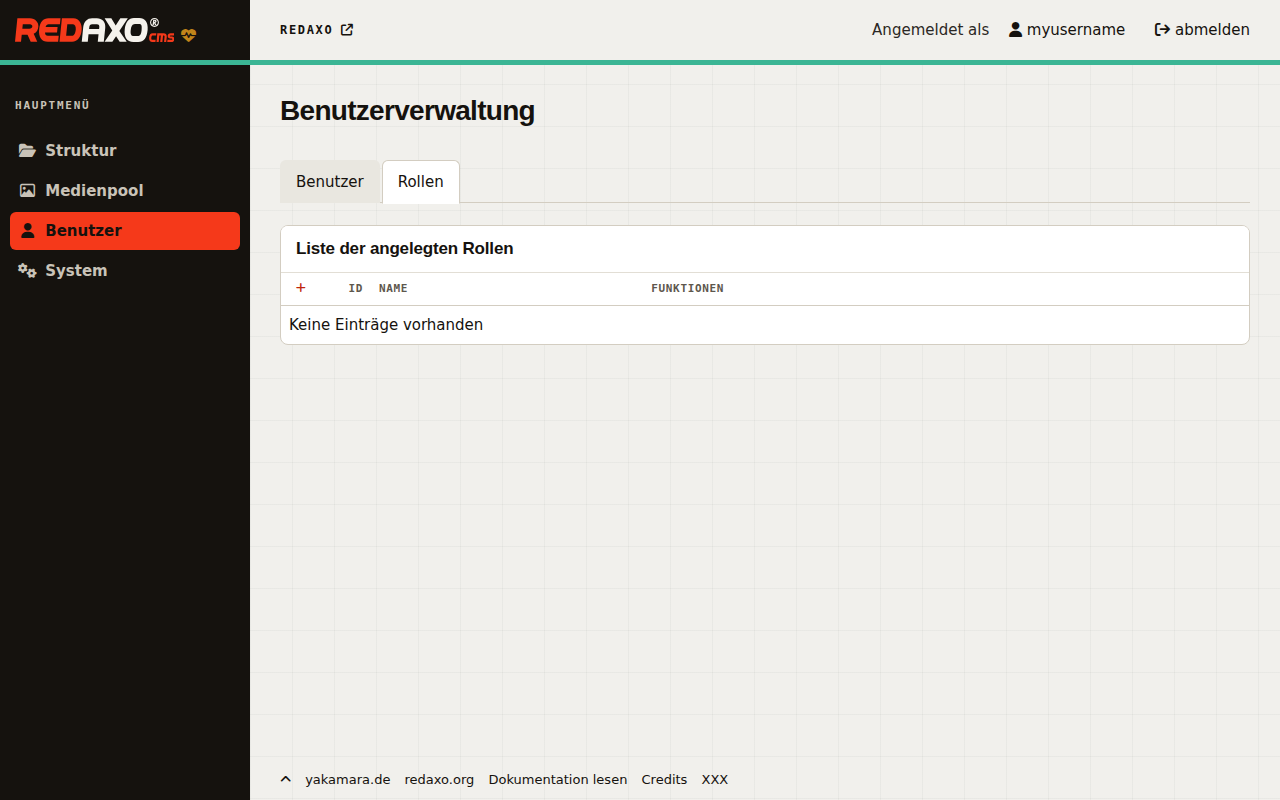 REDAXO® cms
REDAXO
Angemeldet als myusername abmelden
HAUPTMENÜ
Struktur
Medienpool
Benutzer
System
Benutzerverwaltung
Benutzer Rollen
Liste der angelegten Rollen
+ ID NAME FUNKTIONEN
Keine Einträge vorhanden
yakamara.de redaxo.org Dokumentation lesen Credits XXX